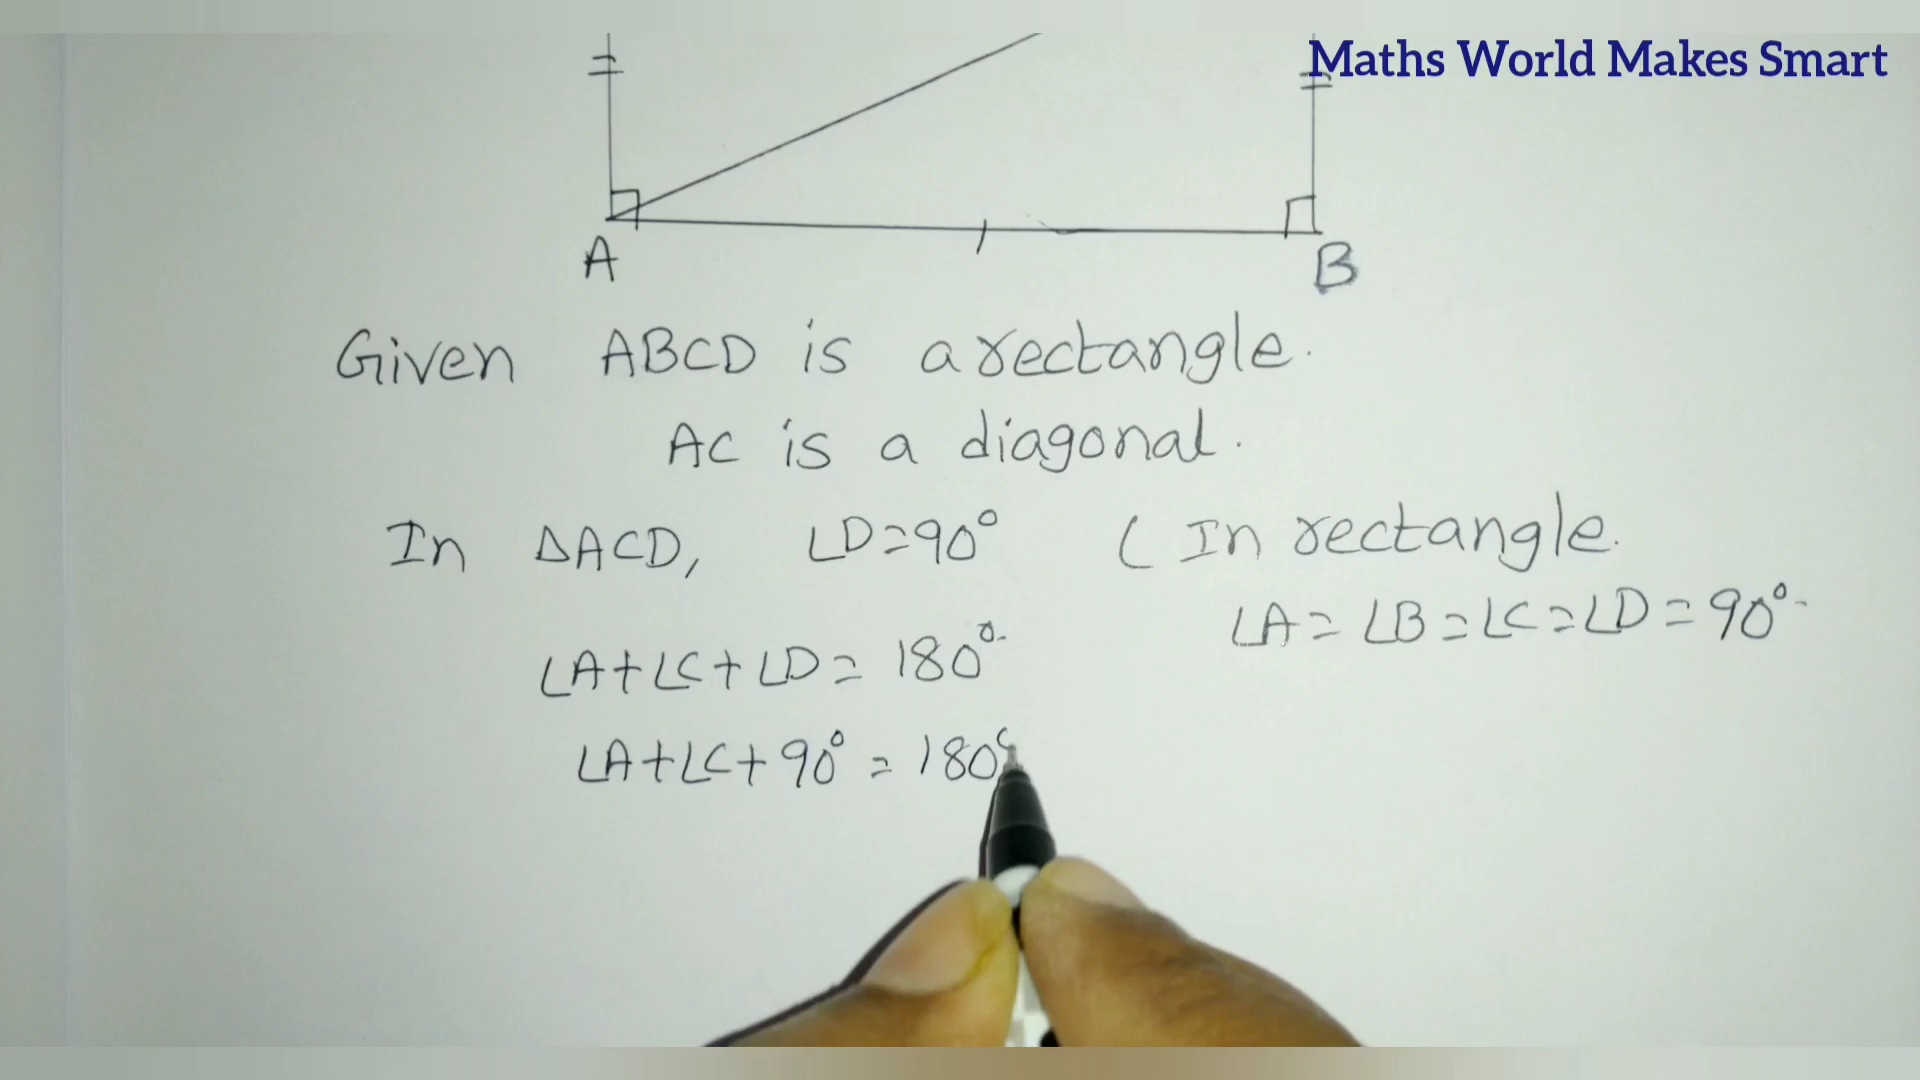 Maths World Makes Smart
A
B
Given ABCD is a rectangle.
AC is a diagonal.
In ΔACD, ∠D=90° (In rectangle.
∠A=∠B=∠C=∠D=90°
∠A+∠C+∠D=180°
∠A+∠C+90°=180°